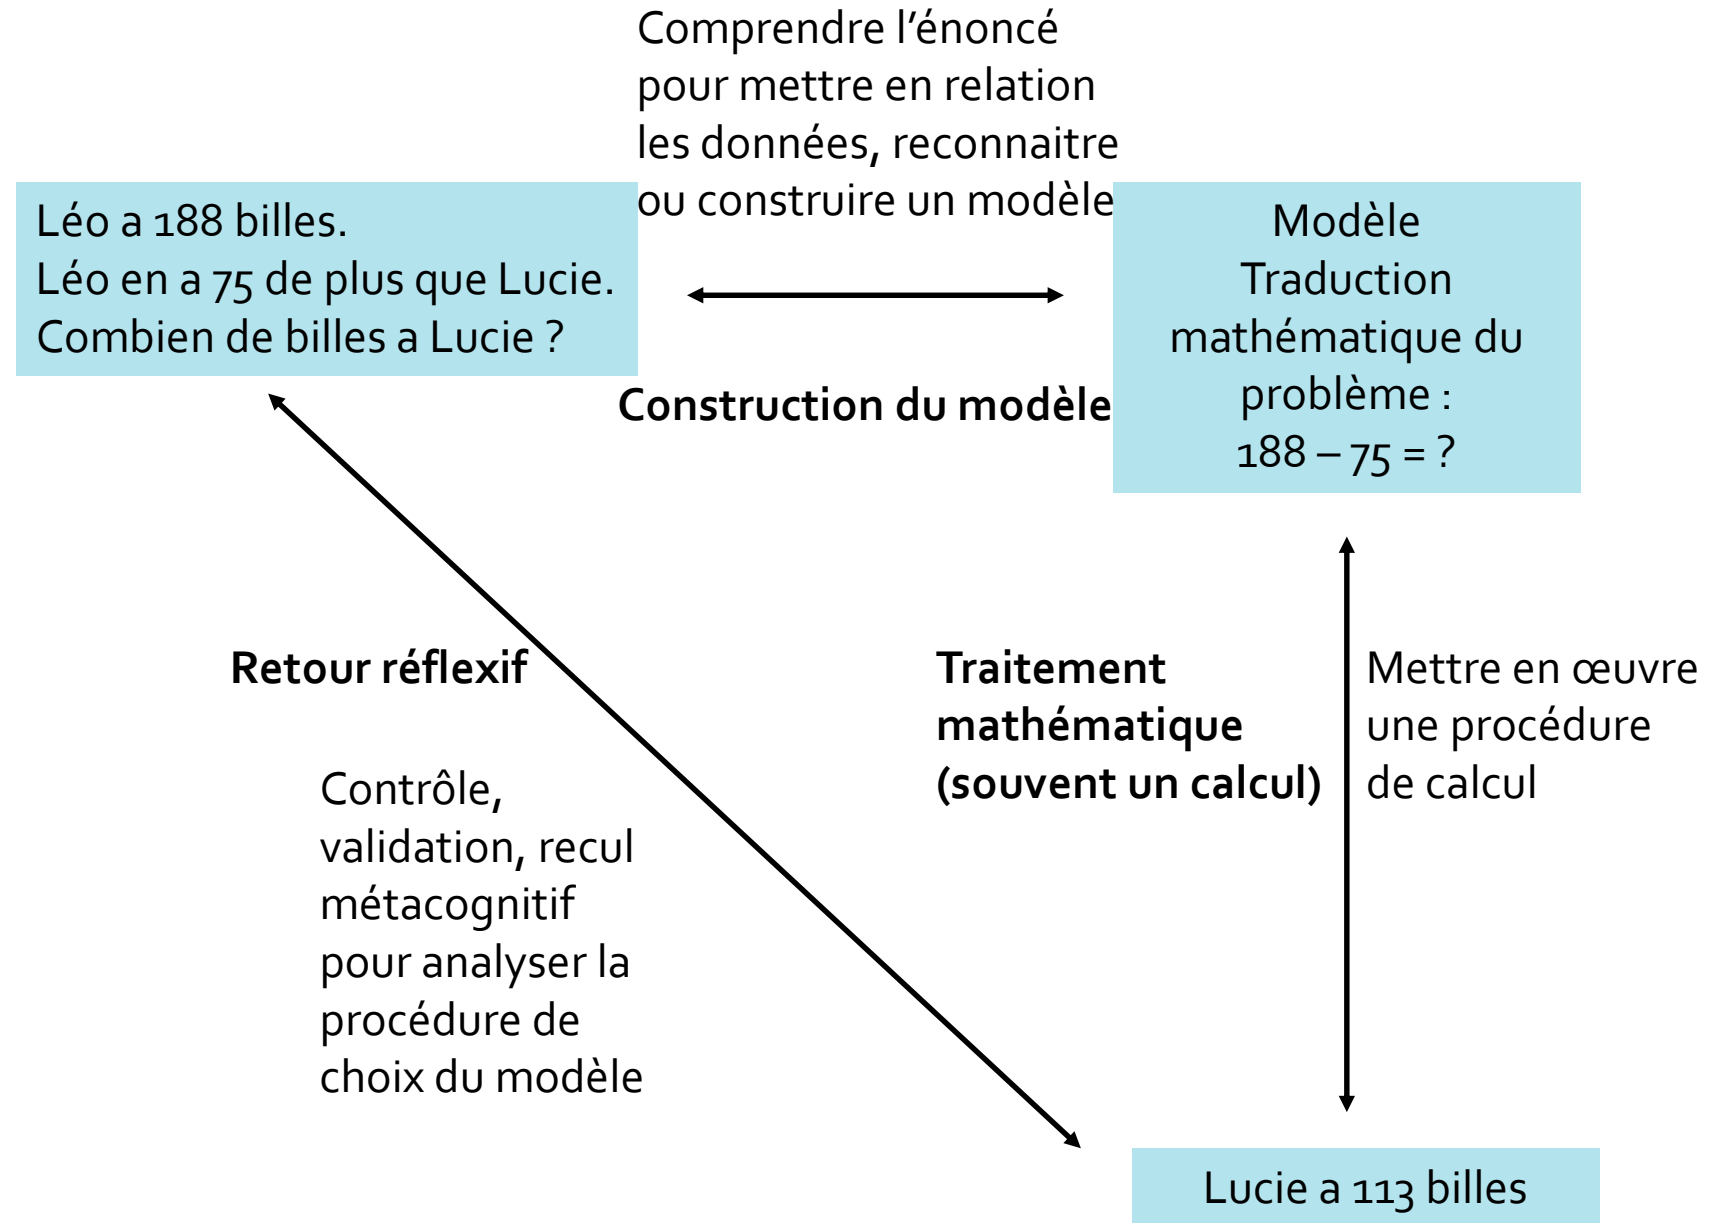 Comprendre l’énoncé
pour mettre en relation
les données, reconnaitre
ou construire un modèle
Léo a 188 billes.
Léo en a 75 de plus que Lucie.
Combien de billes a Lucie ?
Modèle
Traduction
mathématique du
problème :
188 – 75 = ?
Construction du modèle
Retour réflexif
Contrôle,
validation, recul
métacognitif
pour analyser la
procédure de
choix du modèle
Traitement
mathématique
(souvent un calcul)
Mettre en œuvre
une procédure
de calcul
Lucie a 113 billes